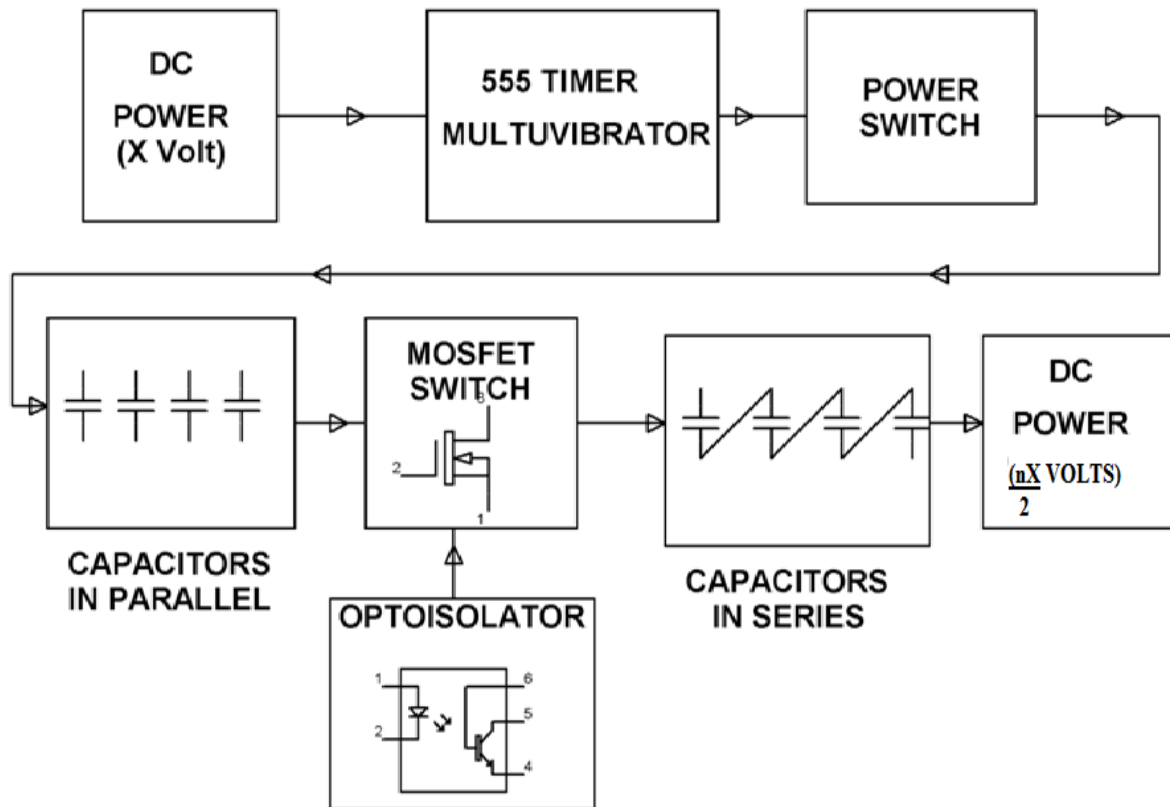 DC
POWER
(X Volt)
555 TIMER
MULTUVIBRATOR
POWER
SWITCH
MOSFET
SWITCH
3
2
1
DC
POWER
(nX VOLTS)
2
CAPACITORS
IN PARALLEL
CAPACITORS
IN SERIES
OPTOISOLATOR
1
6
5
2
4